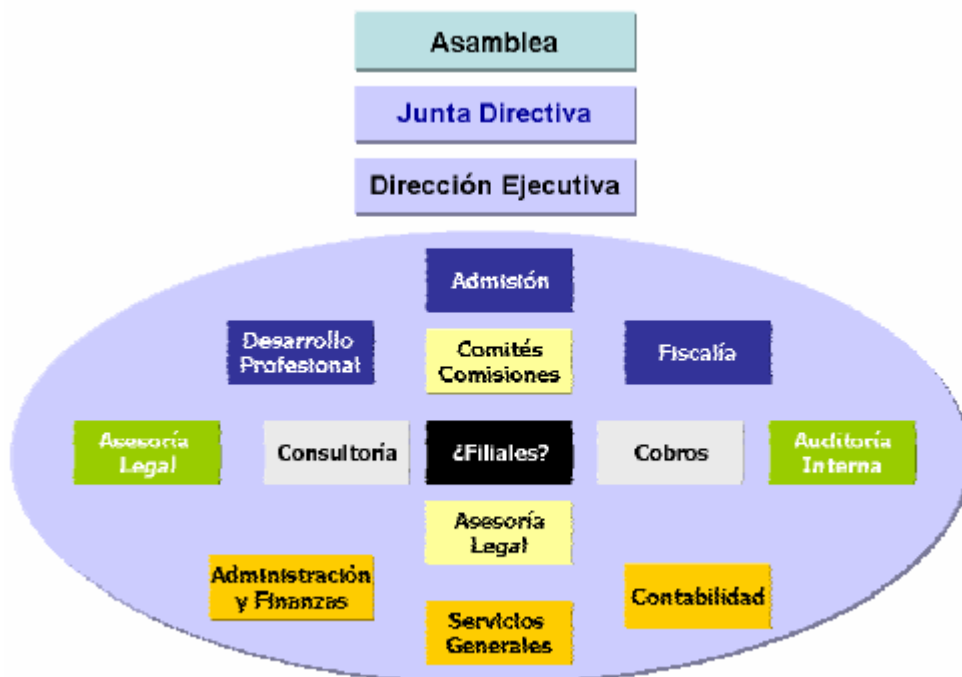 Asamblea
Junta Directiva
Dirección Ejecutiva
Admisión
Desarrollo
Profesional
Comités
Comisiones
Fiscalía
Asesoría
Legal
Consultoría
¿Filiales?
Cobros
Auditoría
Interna
Asesoría
Legal
Administración
y Finanzas
Servicios
Generales
Contabilidad